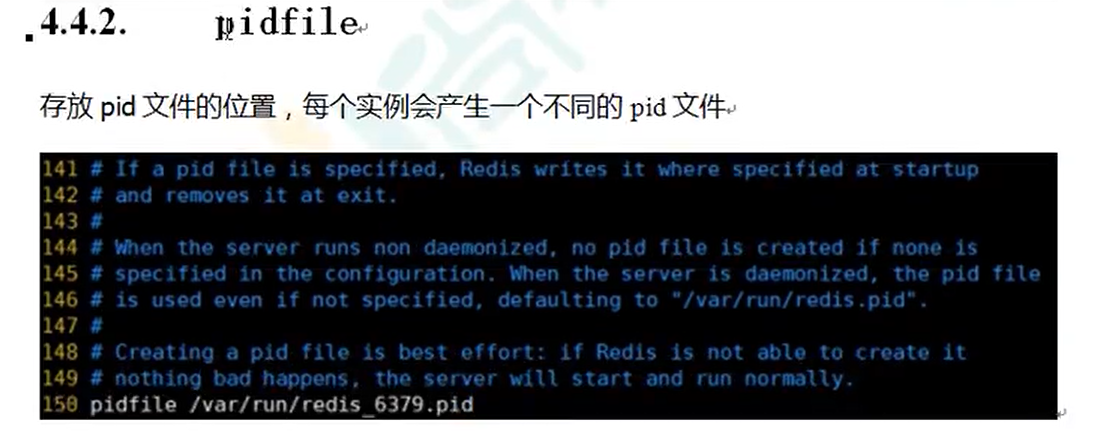 4.4.2. pidfile
存放 pid 文件的位置，每个实例会产生一个不同的 pid 文件
141 # If a pid file is specified, Redis writes it where specified at startup
142 # and removes it at exit.
143 #
144 # When the server runs non daemonized, no pid file is created if none is
145 # specified in the configuration. When the server is daemonized, the pid file
146 # is used even if not specified, defaulting to "/var/run/redis.pid".
147 #
148 # Creating a pid file is best effort: if Redis is not able to create it
149 # nothing bad happens, the server will start and run normally.
150 pidfile /var/run/redis_6379.pid